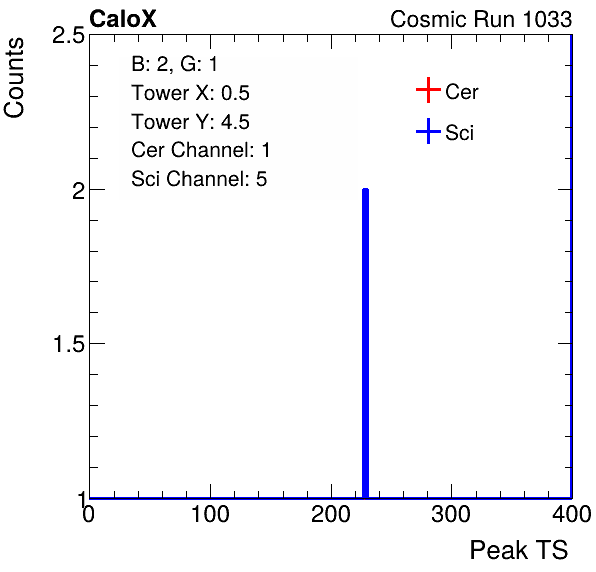 CaloX
Cosmic Run 1033
Counts
2.5
2
1.5
1
B: 2, G: 1
Tower X: 0.5
Tower Y: 4.5
Cer Channel: 1
Sci Channel: 5
Cer
Sci
0
100
200
300
400
Peak TS